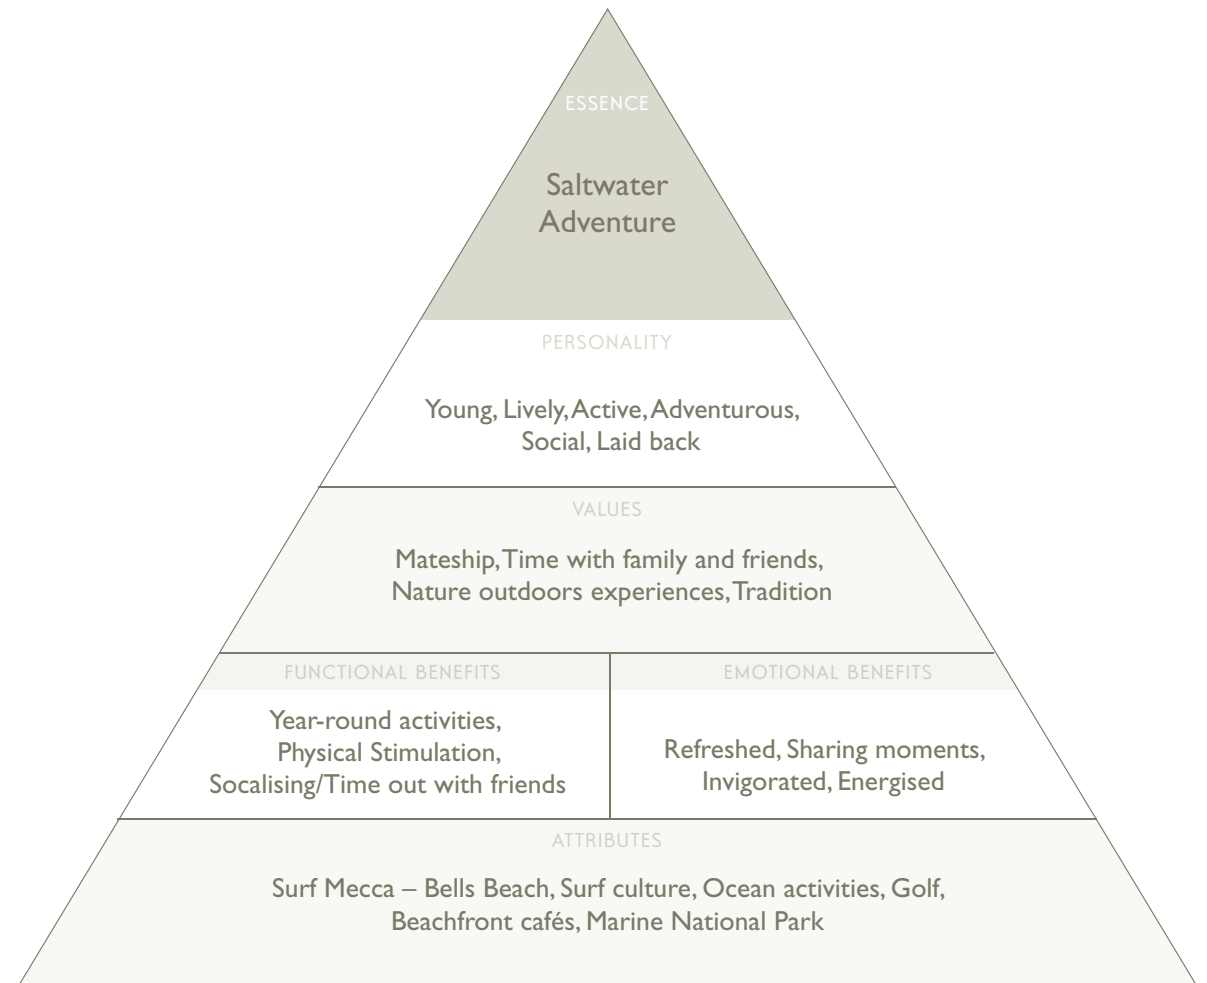 ESSENCE
Saltwater
Adventure
PERSONALITY
Young, Lively, Active, Adventurous,
Social, Laid back
VALUES
Mateship, Time with family and friends,
Nature outdoors experiences, Tradition
FUNCTIONAL BENEFITS
Year-round activities,
Physical Stimulation,
Socalising/Time out with friends
EMOTIONAL BENEFITS
Refreshed, Sharing moments,
Invigorated, Energised
ATTRIBUTES
Surf Mecca – Bells Beach, Surf culture, Ocean activities, Golf,
Beachfront cafés, Marine National Park